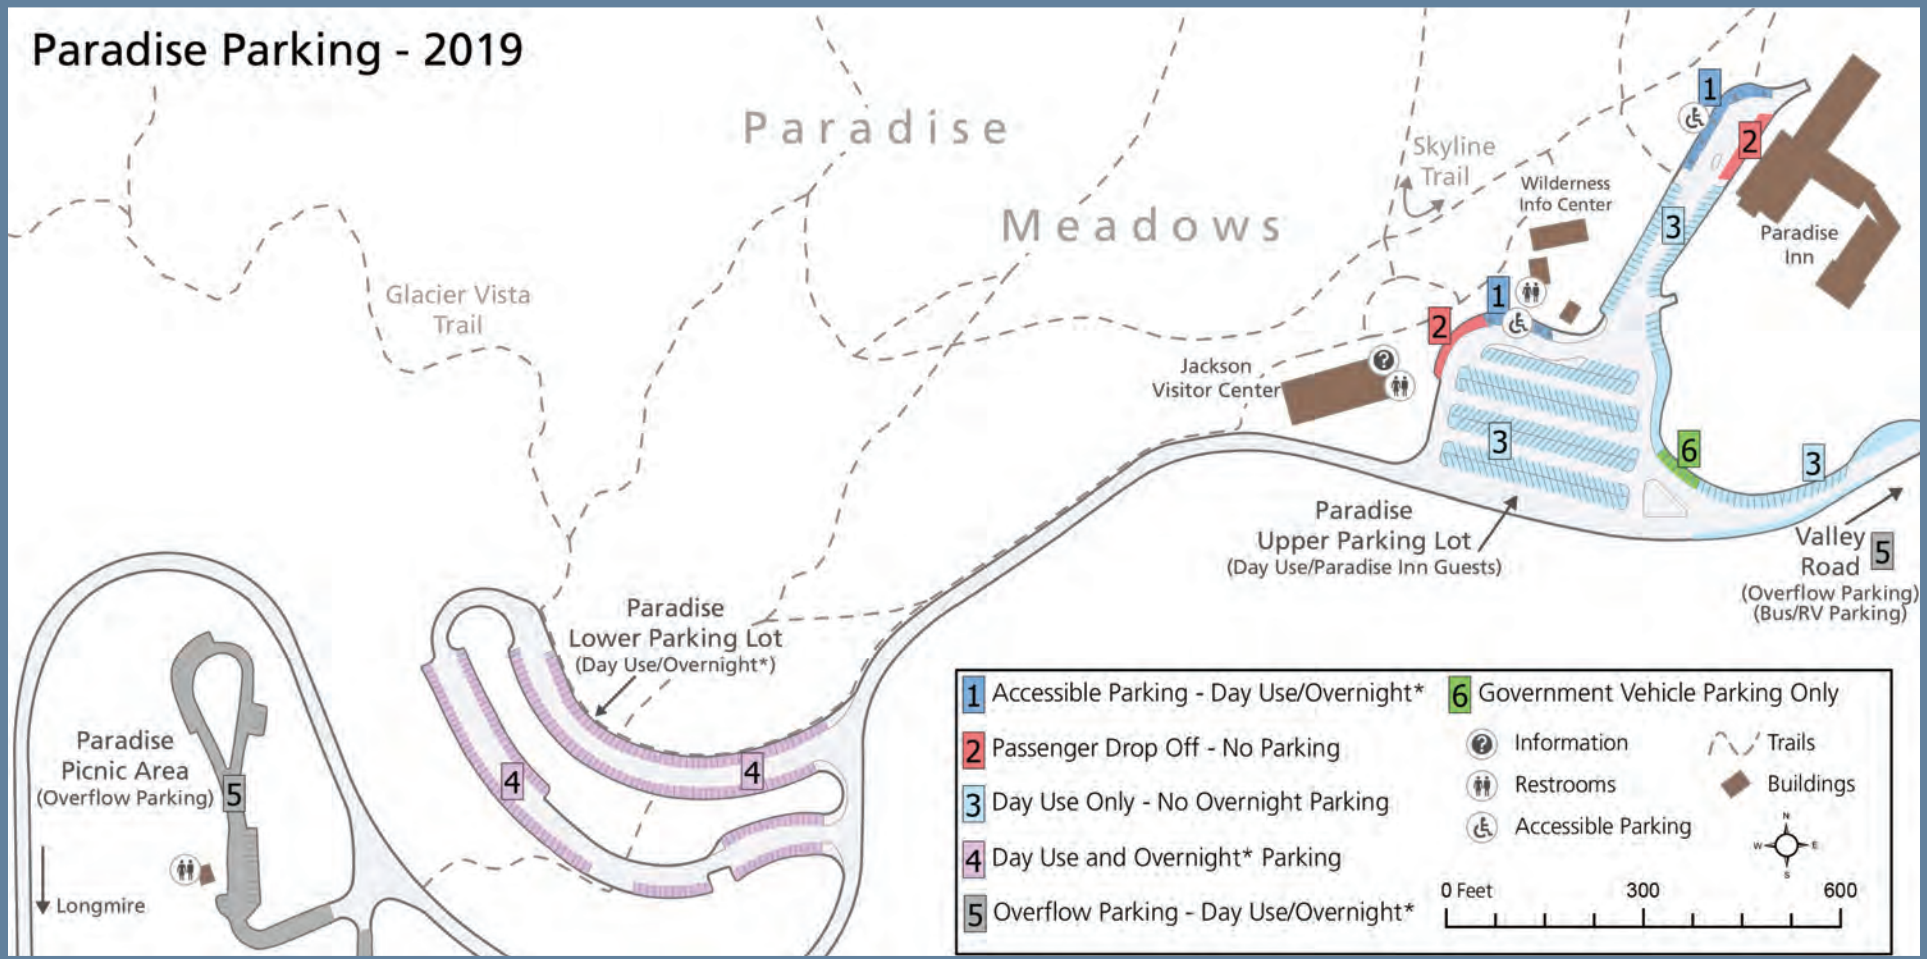 Paradise Parking - 2019
Paradise
Meadows
Skyline
Trail
Wilderness
Info Center
1
2
3
Paradise
Inn
Glacier Vista
Trail
1
2
Jackson
Visitor Center
?
3
6
3
Paradise
Upper Parking Lot
(Day Use/Paradise Inn Guests)
Valley
Road
5
(Overflow Parking)
(Bus/RV Parking)
Paradise
Lower Parking Lot
(Day Use/Overnight*)
4
4
Paradise
Picnic Area
(Overflow Parking)
5
Longmire
1 Accessible Parking - Day Use/Overnight*
2 Passenger Drop Off - No Parking
3 Day Use Only - No Overnight Parking
4 Day Use and Overnight* Parking
5 Overflow Parking - Day Use/Overnight*
6 Government Vehicle Parking Only
? Information
Restrooms
Accessible Parking
Trails
Buildings
N
W E
S
0 Feet 300 600